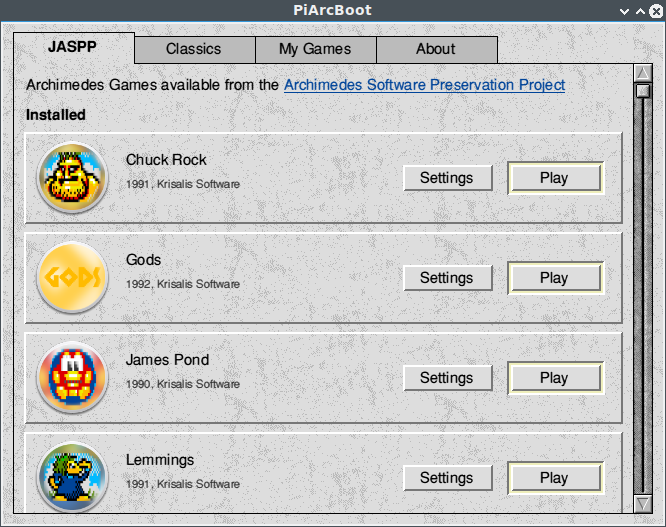 PiArcBoot
JASPP
Classics
My Games
About
Archimedes Games available from the Archimedes Software Preservation Project
Installed
Chuck Rock
1991, Krisalis Software
Settings
Play
GODS
Gods
1992, Krisalis Software
Settings
Play
James Pond
1990, Krisalis Software
Settings
Play
Lemmings
1991, Krisalis Software
Settings
Play